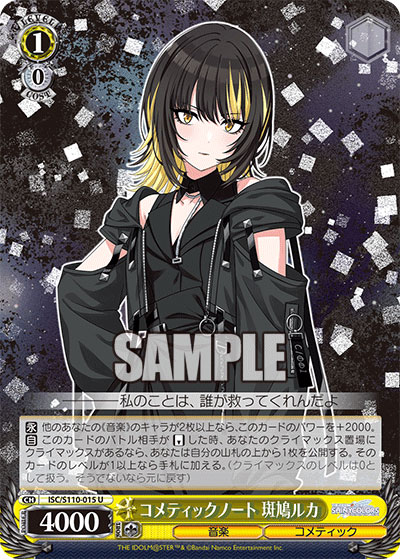 LEVEL
1
0
COST
SAMPLE
―――――私のことは、誰が救ってくれんだよ
永 他のあなたの《音楽》のキャラが2枚以上なら、このカードのパワーを+2000。
自 このカードのバトル相手が した時、あなたのクライマックス置場に
クライマックスがあるなら、あなたは自分の山札の上から1枚を公開する。その
カードのレベルが1以上なら手札に加える。(クライマックスのレベルは0と
して扱う。そうでないなら元に戻す)
CH ISC/S110-015 U
4000
コメティックノート 斑鳩ルカ
SHINYCOLORS
音楽
コメティック
THE IDOLM@STER™& ©Bandai Namco Entertainment Inc.